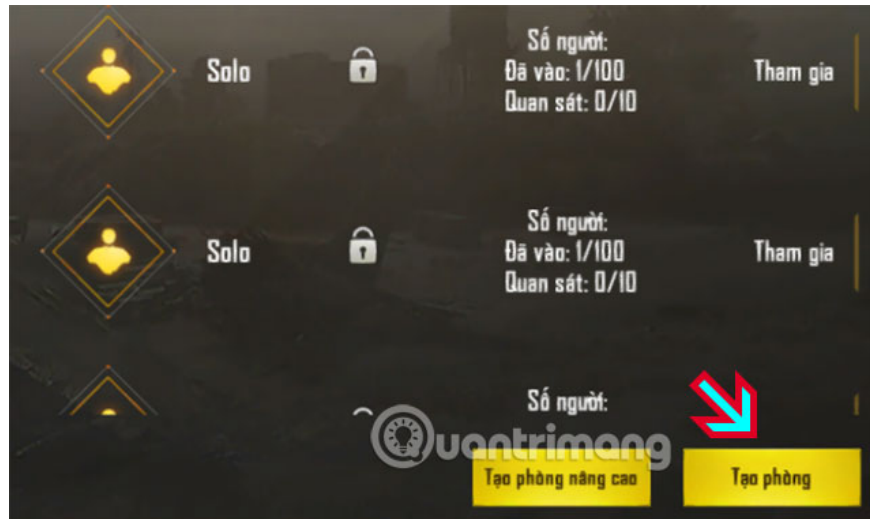 Solo
Số người:
Đã vào: 1/100
Quan sát: 0/10
Tham gia
Solo
Số người:
Đã vào: 1/100
Quan sát: 0/10
Tham gia
Số người:
Quantrimang
Tạo phòng nâng cao
Tạo phòng